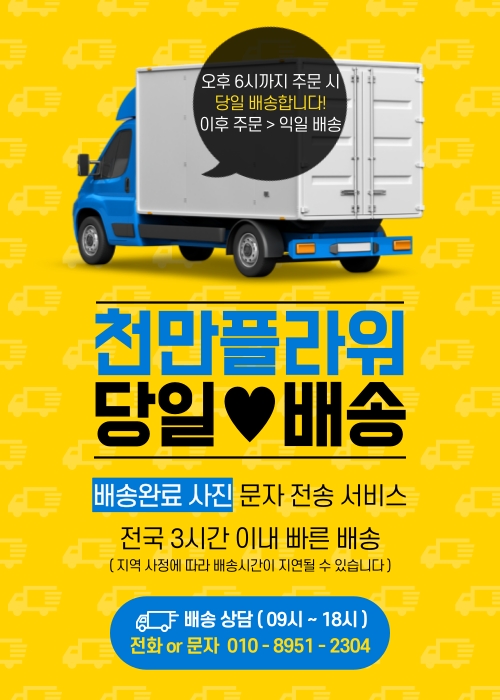 오후 6시까지 주문 시
당일 배송합니다!
이후 주문 > 익일 배송
천만플라워
당일♥배송
배송완료 사진 문자 전송 서비스
전국 3시간 이내 빠른 배송
( 지역 사정에 따라 배송시간이 지연될 수 있습니다 )
배송 상담 ( 09시 ~ 18시 )
전화 or 문자 010 - 8951 - 2304